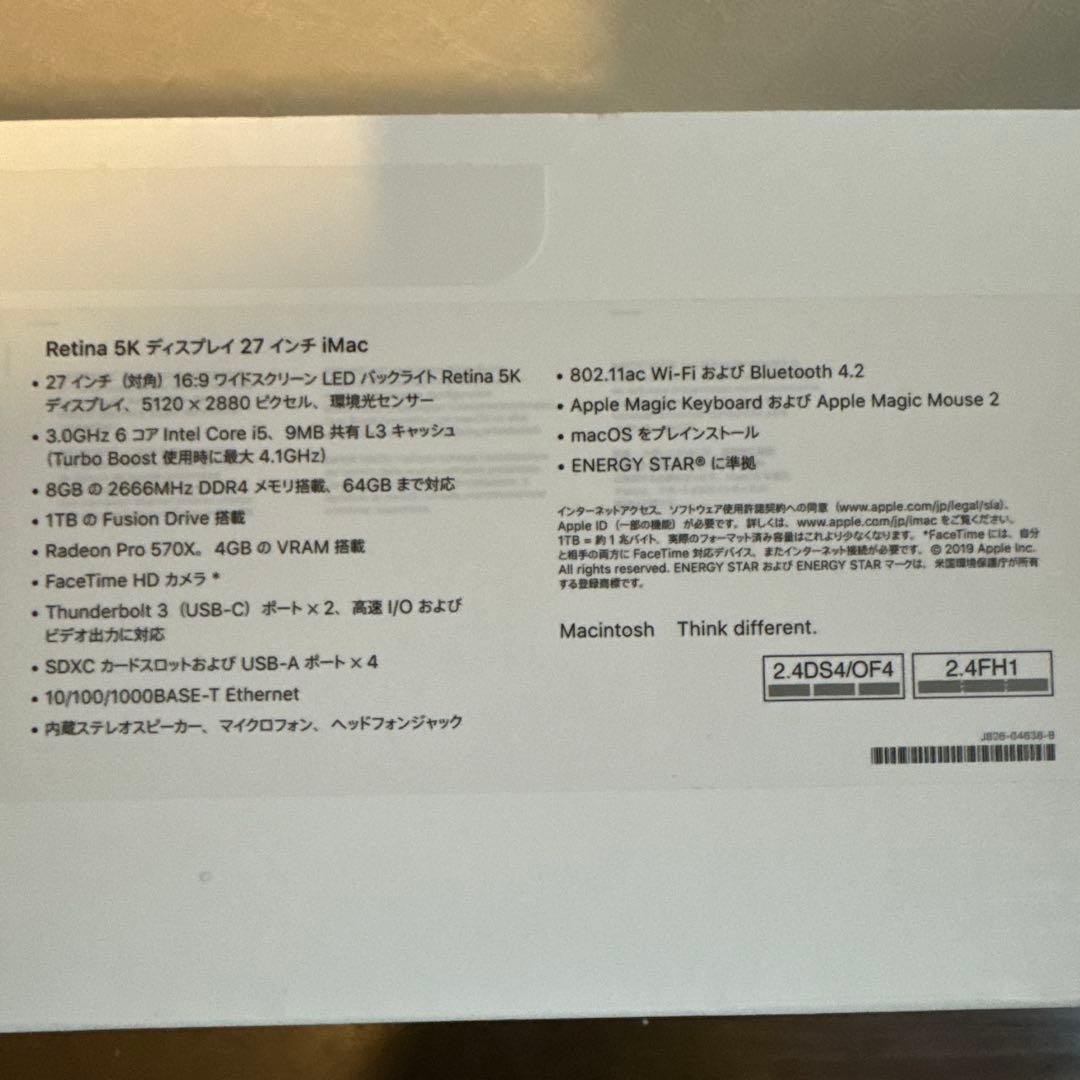 Retina 5K ディスプレイ 27 インチ iMac
• 27 インチ（対角）16:9 ワイドスクリーン LED バックライト Retina 5K
ディスプレイ、5120 x 2880 ピクセル、環境光センサー
• 3.0GHz 6 コア Intel Core i5、9MB 共有 L3 キャッシュ
（Turbo Boost 使用時に最大 4.1GHz）
• 8GB の 2666MHz DDR4 メモリ搭載、64GB まで対応
• 1TB の Fusion Drive 搭載
• Radeon Pro 570X。4GB の VRAM 搭載
• FaceTime HD カメラ *
• Thunderbolt 3（USB-C）ポート x 2、高速 I/O および
ビデオ出力に対応
• SDXC カードスロットおよび USB-A ポート x 4
• 10/100/1000BASE-T Ethernet
• 内蔵ステレオスピーカー、マイクロフォン、ヘッドフォンジャック
• 802.11ac Wi-Fi および Bluetooth 4.2
• Apple Magic Keyboard および Apple Magic Mouse 2
• macOS をプレインストール
• ENERGY STAR® に準拠
インターネットアクセス、ソフトウェア使用許諾契約への同意（www.apple.com/jp/legal/sla）、
Apple ID（一部の機能）が必要です。詳しくは、www.apple.com/jp/imac をご覧ください。
1TB = 約 1 兆バイト。実際のフォーマット済み容量はこれより少なくなります。*FaceTime には、自分
と相手の両方に FaceTime 対応デバイス、またインターネット接続が必要です。© 2019 Apple Inc.
All rights reserved. ENERGY STAR および ENERGY STAR マークは、米国環境保護庁が所有
する登録商標です。
Macintosh Think different.
2.4DS4/OF4
2.4FH1